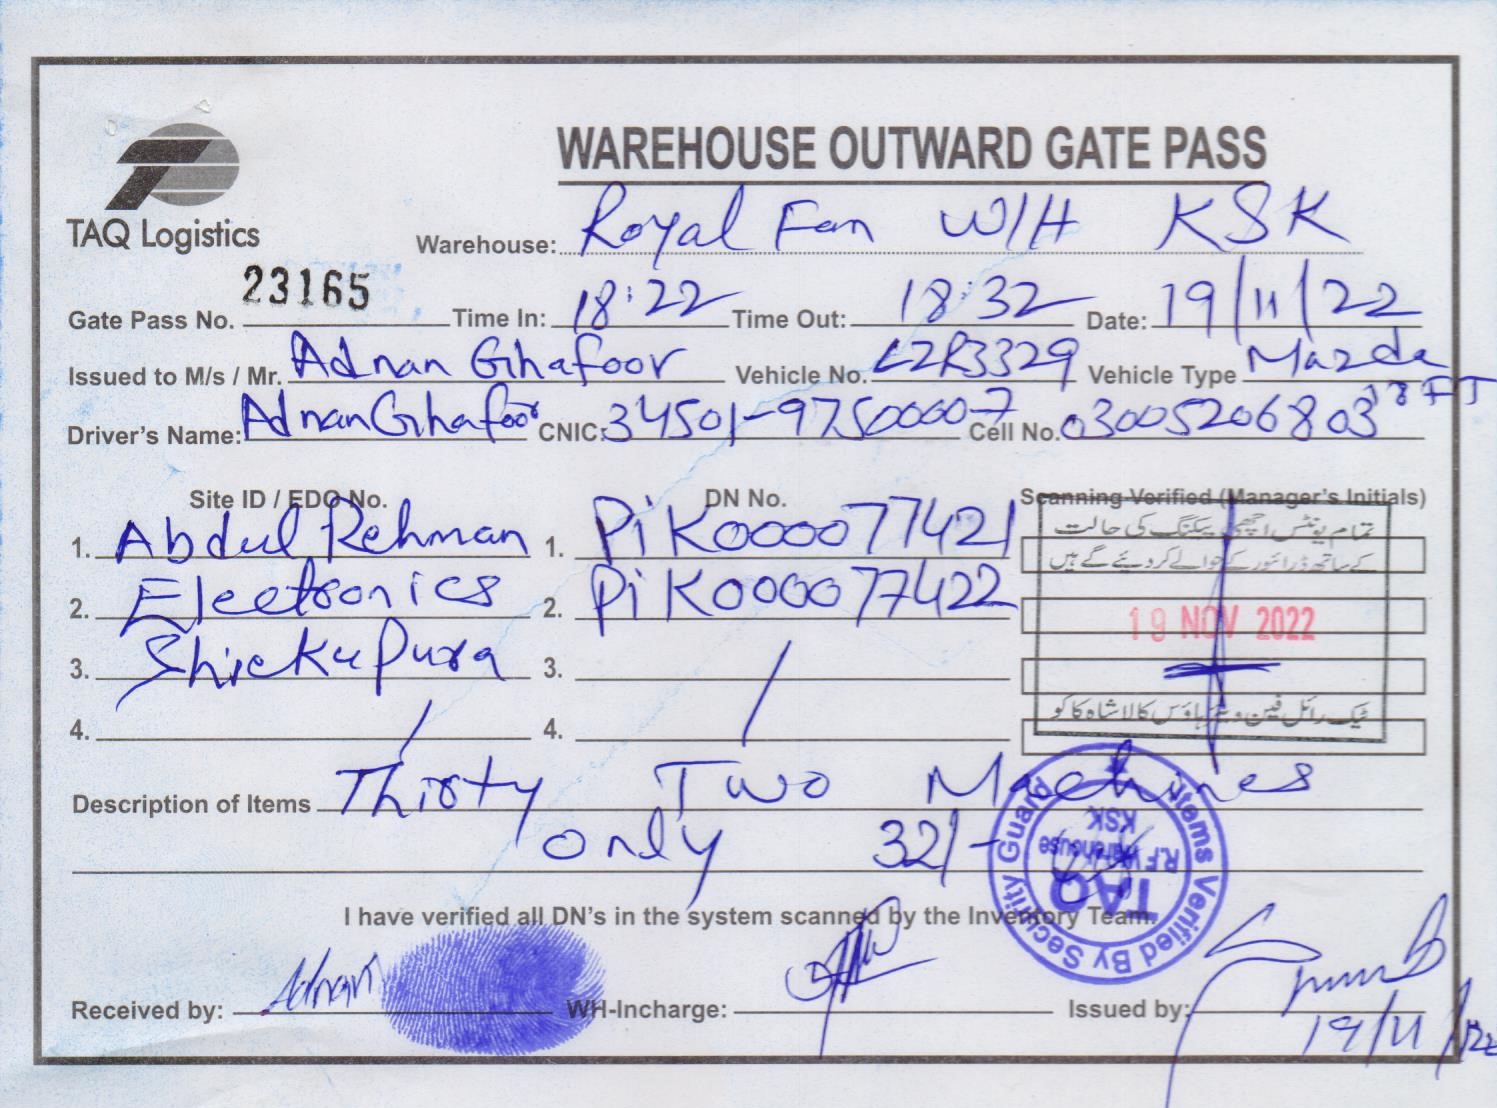 TAQ Logistics
WAREHOUSE OUTWARD GATE PASS
Warehouse: Royal Fan W/H KSK
Gate Pass No. 23165 Time In: 18:22 Time Out: 18:32 Date: 19/11/22
Issued to M/s / Mr. Adnan Ghafoor Vehicle No. LZR3329 Vehicle Type Mazda
18 FT
Driver's Name: Adnan Ghafoor CNIC: 34501-9750000-7 Cell No. 03005206803
Site ID / EDO No. DN No. Scanning Verified (Manager's Initials)
تمام یونٹس اچھی پیکنگ کی حالت
1. Abdul Rehman 1. PiK000077421
کے ساتھ ڈرائیور کے حوالے کر دیئے گے ہیں
2. Electronics 2. PiK000077422
19 NOV 2022
3. Shiekupura 3. /
ٹیک رائل فین ویئر ہاؤس کالا شاہ کاکو
4. / 4.
Description of Items Thirty Two Machines
only 32/-
Items Verified By Security Guard
TAQ
R.F Warehouse
KSK
I have verified all DN's in the system scanned by the Inventory Team.
Received by: Adnan WH-Incharge: Issued by:
19/11/22